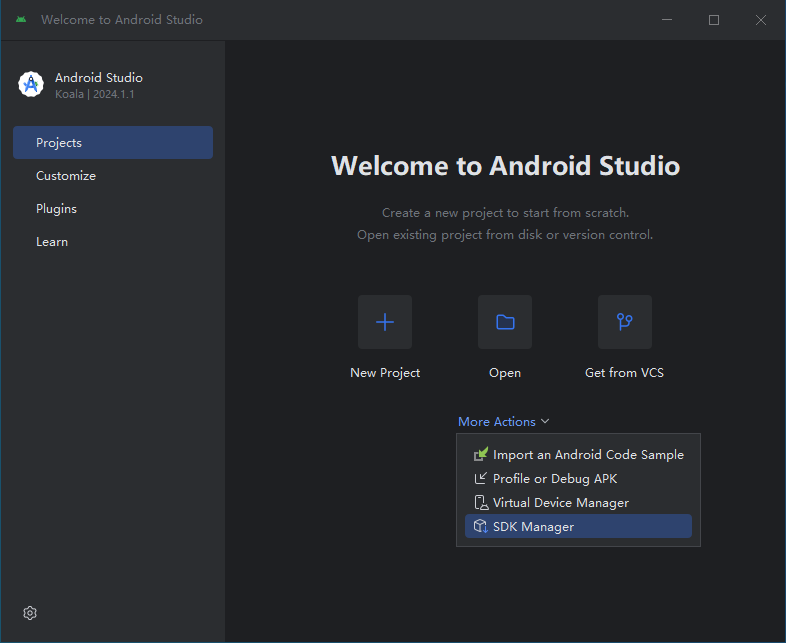 Welcome to Android Studio
Android Studio
Koala | 2024.1.1
Projects
Customize
Plugins
Learn
Welcome to Android Studio
Create a new project to start from scratch.
Open existing project from disk or version control.
New Project
Open
Get from VCS
More Actions
Import an Android Code Sample
Profile or Debug APK
Virtual Device Manager
SDK Manager